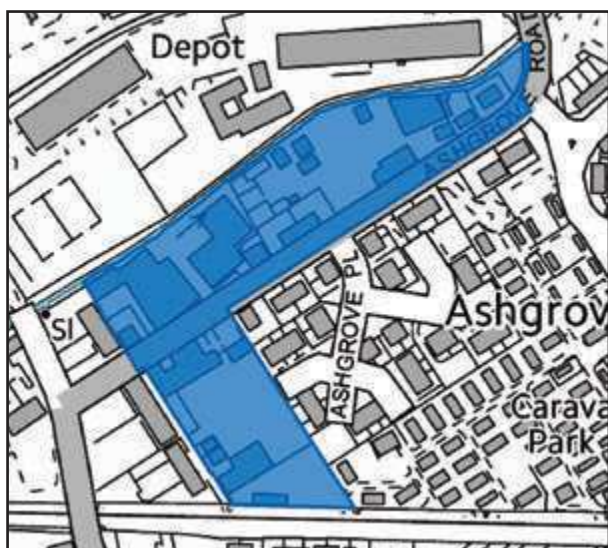 Depot
ROAD
ASHGROVE
SI
ASHGROVE PL
Ashgrov
Carava
Park